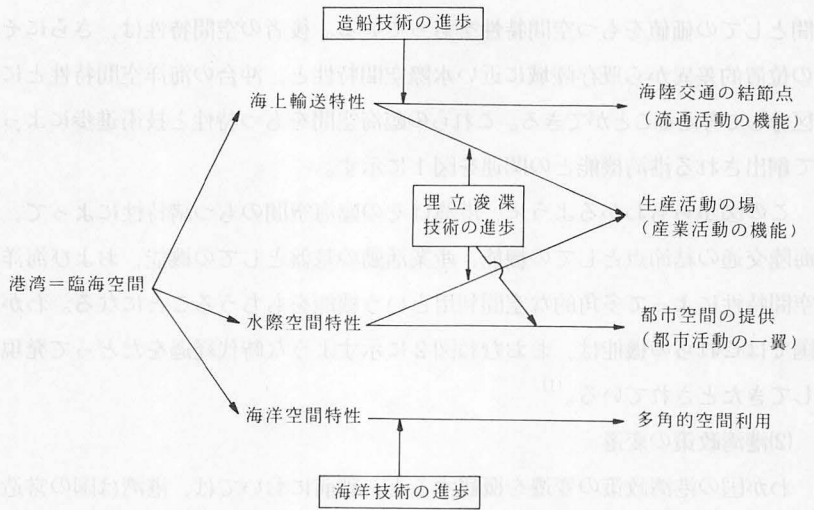 造船技術の進歩
海上輸送特性
海陸交通の結節点
(流通活動の機能)
埋立浚渫
技術の進歩
生産活動の場
(産業活動の機能)
港湾＝臨海空間
水際空間特性
都市空間の提供
(都市活動の一翼)
海洋空間特性
多角的空間利用
海洋技術の進歩